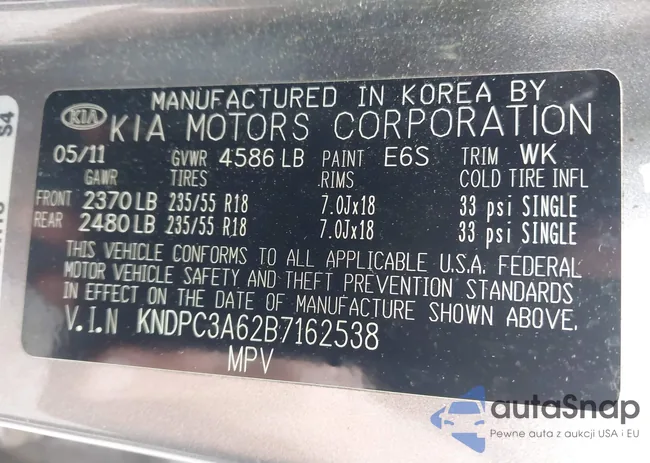 MANUFACTURED IN KOREA BY
KIA KIA MOTORS CORPORATION
05/11 GVWR 4586 LB PAINT E6S TRIM WK
GAWR TIRES RIMS COLD TIRE INFL
FRONT 2370 LB 235/55 R18 7.0Jx18 33 psi SINGLE
REAR 2480 LB 235/55 R18 7.0Jx18 33 psi SINGLE
THIS VEHICLE CONFORMS TO ALL APPLICABLE U.S.A. FEDERAL
MOTOR VEHICLE SAFETY AND THEFT PREVENTION STANDARDS
IN EFFECT ON THE DATE OF MANUFACTURE SHOWN ABOVE.
V.I.N KNDPC3A62B7162538
MPV
S4
autaSnap
Pewne auta z aukcji USA i EU